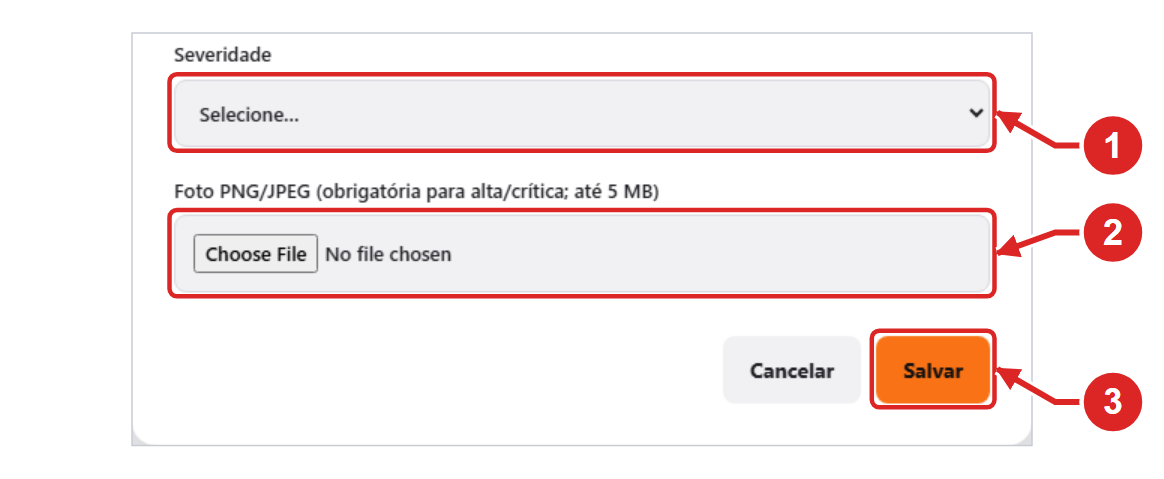 Severidade
Selecione...
1
Foto PNG/JPEG (obrigatória para alta/crítica; até 5 MB)
Choose File No file chosen
2
Cancelar Salvar
3